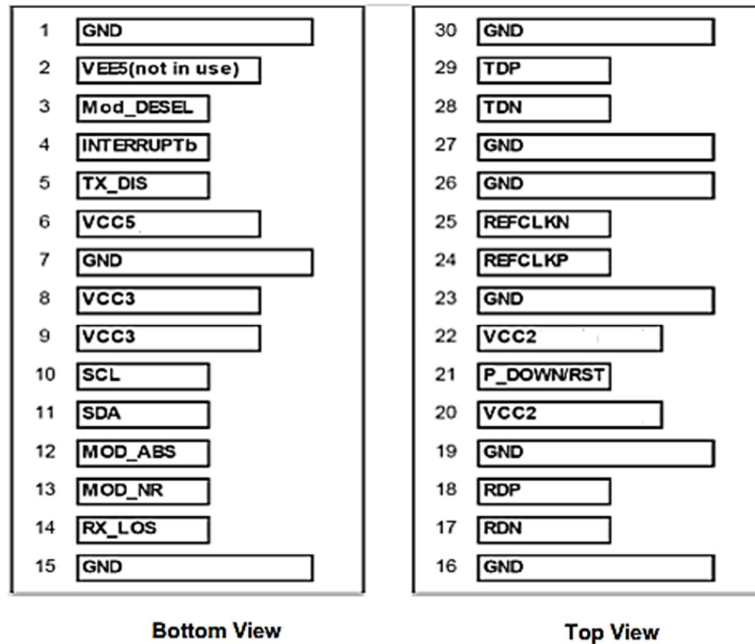 1 GND
2 VEE5(not in use)
3 Mod_DESEL
4 INTERRUPTb
5 TX_DIS
6 VCC5
7 GND
8 VCC3
9 VCC3
10 SCL
11 SDA
12 MOD_ABS
13 MOD_NR
14 RX_LOS
15 GND
Bottom View
30 GND
29 TDP
28 TDN
27 GND
26 GND
25 REFCLKN
24 REFCLKP
23 GND
22 VCC2
21 P_DOWN/RST
20 VCC2
19 GND
18 RDP
17 RDN
16 GND
Top View